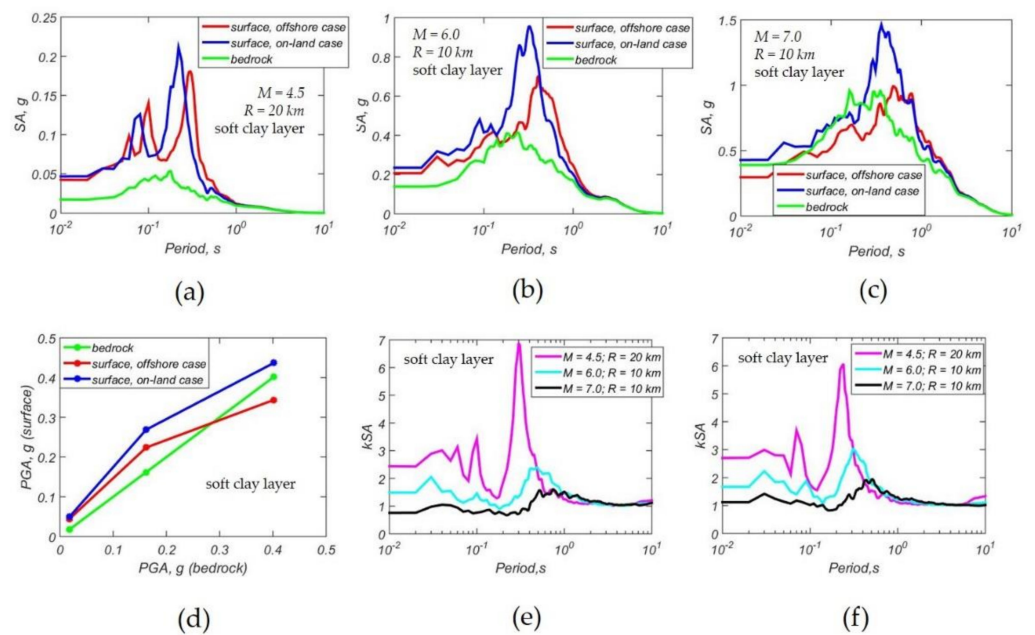 0.25
0.2
0.15
0.1
0.05
0
SA, g
surface, offshore case
surface, on-land case
bedrock
M = 4.5
R = 20 km
soft clay layer
10^-2
10^-1
10^0
10^1
Period, s
(a)
1
0.8
0.6
0.4
0.2
0
SA, g
M = 6.0
R = 10 km
soft clay layer
surface, offshore case
surface, on-land case
bedrock
10^-2
10^-1
10^0
10^1
Period, s
(b)
1.5
1
0.5
0
SA, g
M = 7.0
R = 10 km
soft clay layer
surface, offshore case
surface, on-land case
bedrock
10^-2
10^-1
10^0
10^1
Period, s
(c)
0.5
0.4
0.3
0.2
0.1
0
PGA, g (surface)
bedrock
surface, offshore case
surface, on-land case
soft clay layer
0
0.1
0.2
0.3
0.4
0.5
PGA, g (bedrock)
(d)
7
6
5
4
3
2
1
0
kSA
soft clay layer
M = 4.5; R = 20 km
M = 6.0; R = 10 km
M = 7.0; R = 10 km
10^-2
10^-1
10^0
10^1
Period,s
(e)
7
6
5
4
3
2
1
0
kSA
soft clay layer
M = 4.5; R = 20 km
M = 6.0; R = 10 km
M = 7.0; R = 10 km
10^-2
10^-1
10^0
10^1
Period,s
(f)